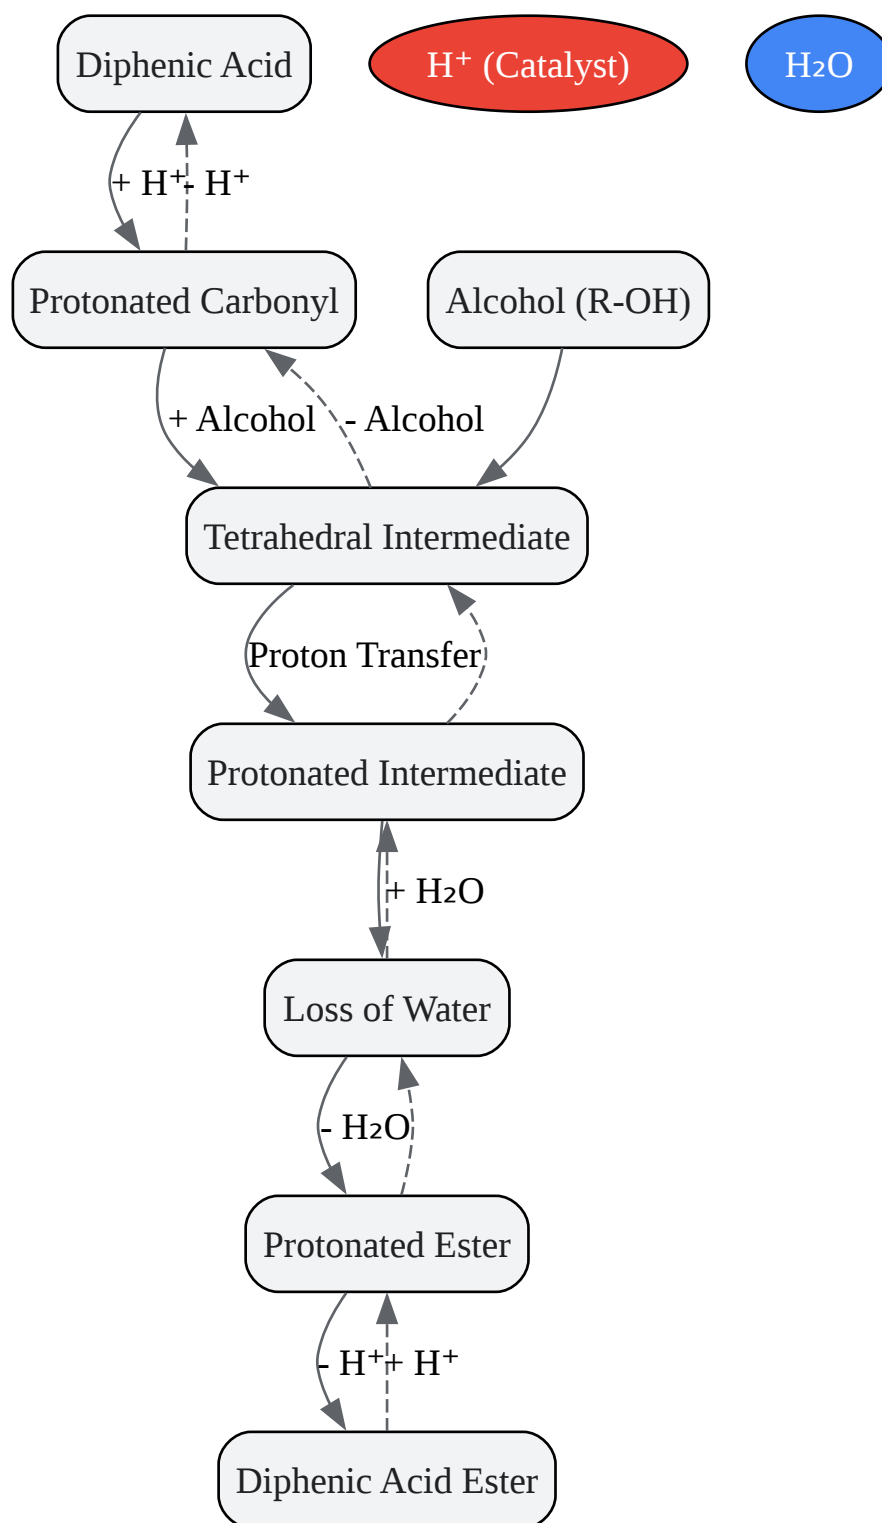 Diphenic Acid
H⁺ (Catalyst)
H₂O
+ H⁺
- H⁺
Protonated Carbonyl
Alcohol (R-OH)
+ Alcohol
- Alcohol
Tetrahedral Intermediate
Proton Transfer
Protonated Intermediate
+ H₂O
Loss of Water
- H₂O
Protonated Ester
- H⁺
+ H⁺
Diphenic Acid Ester